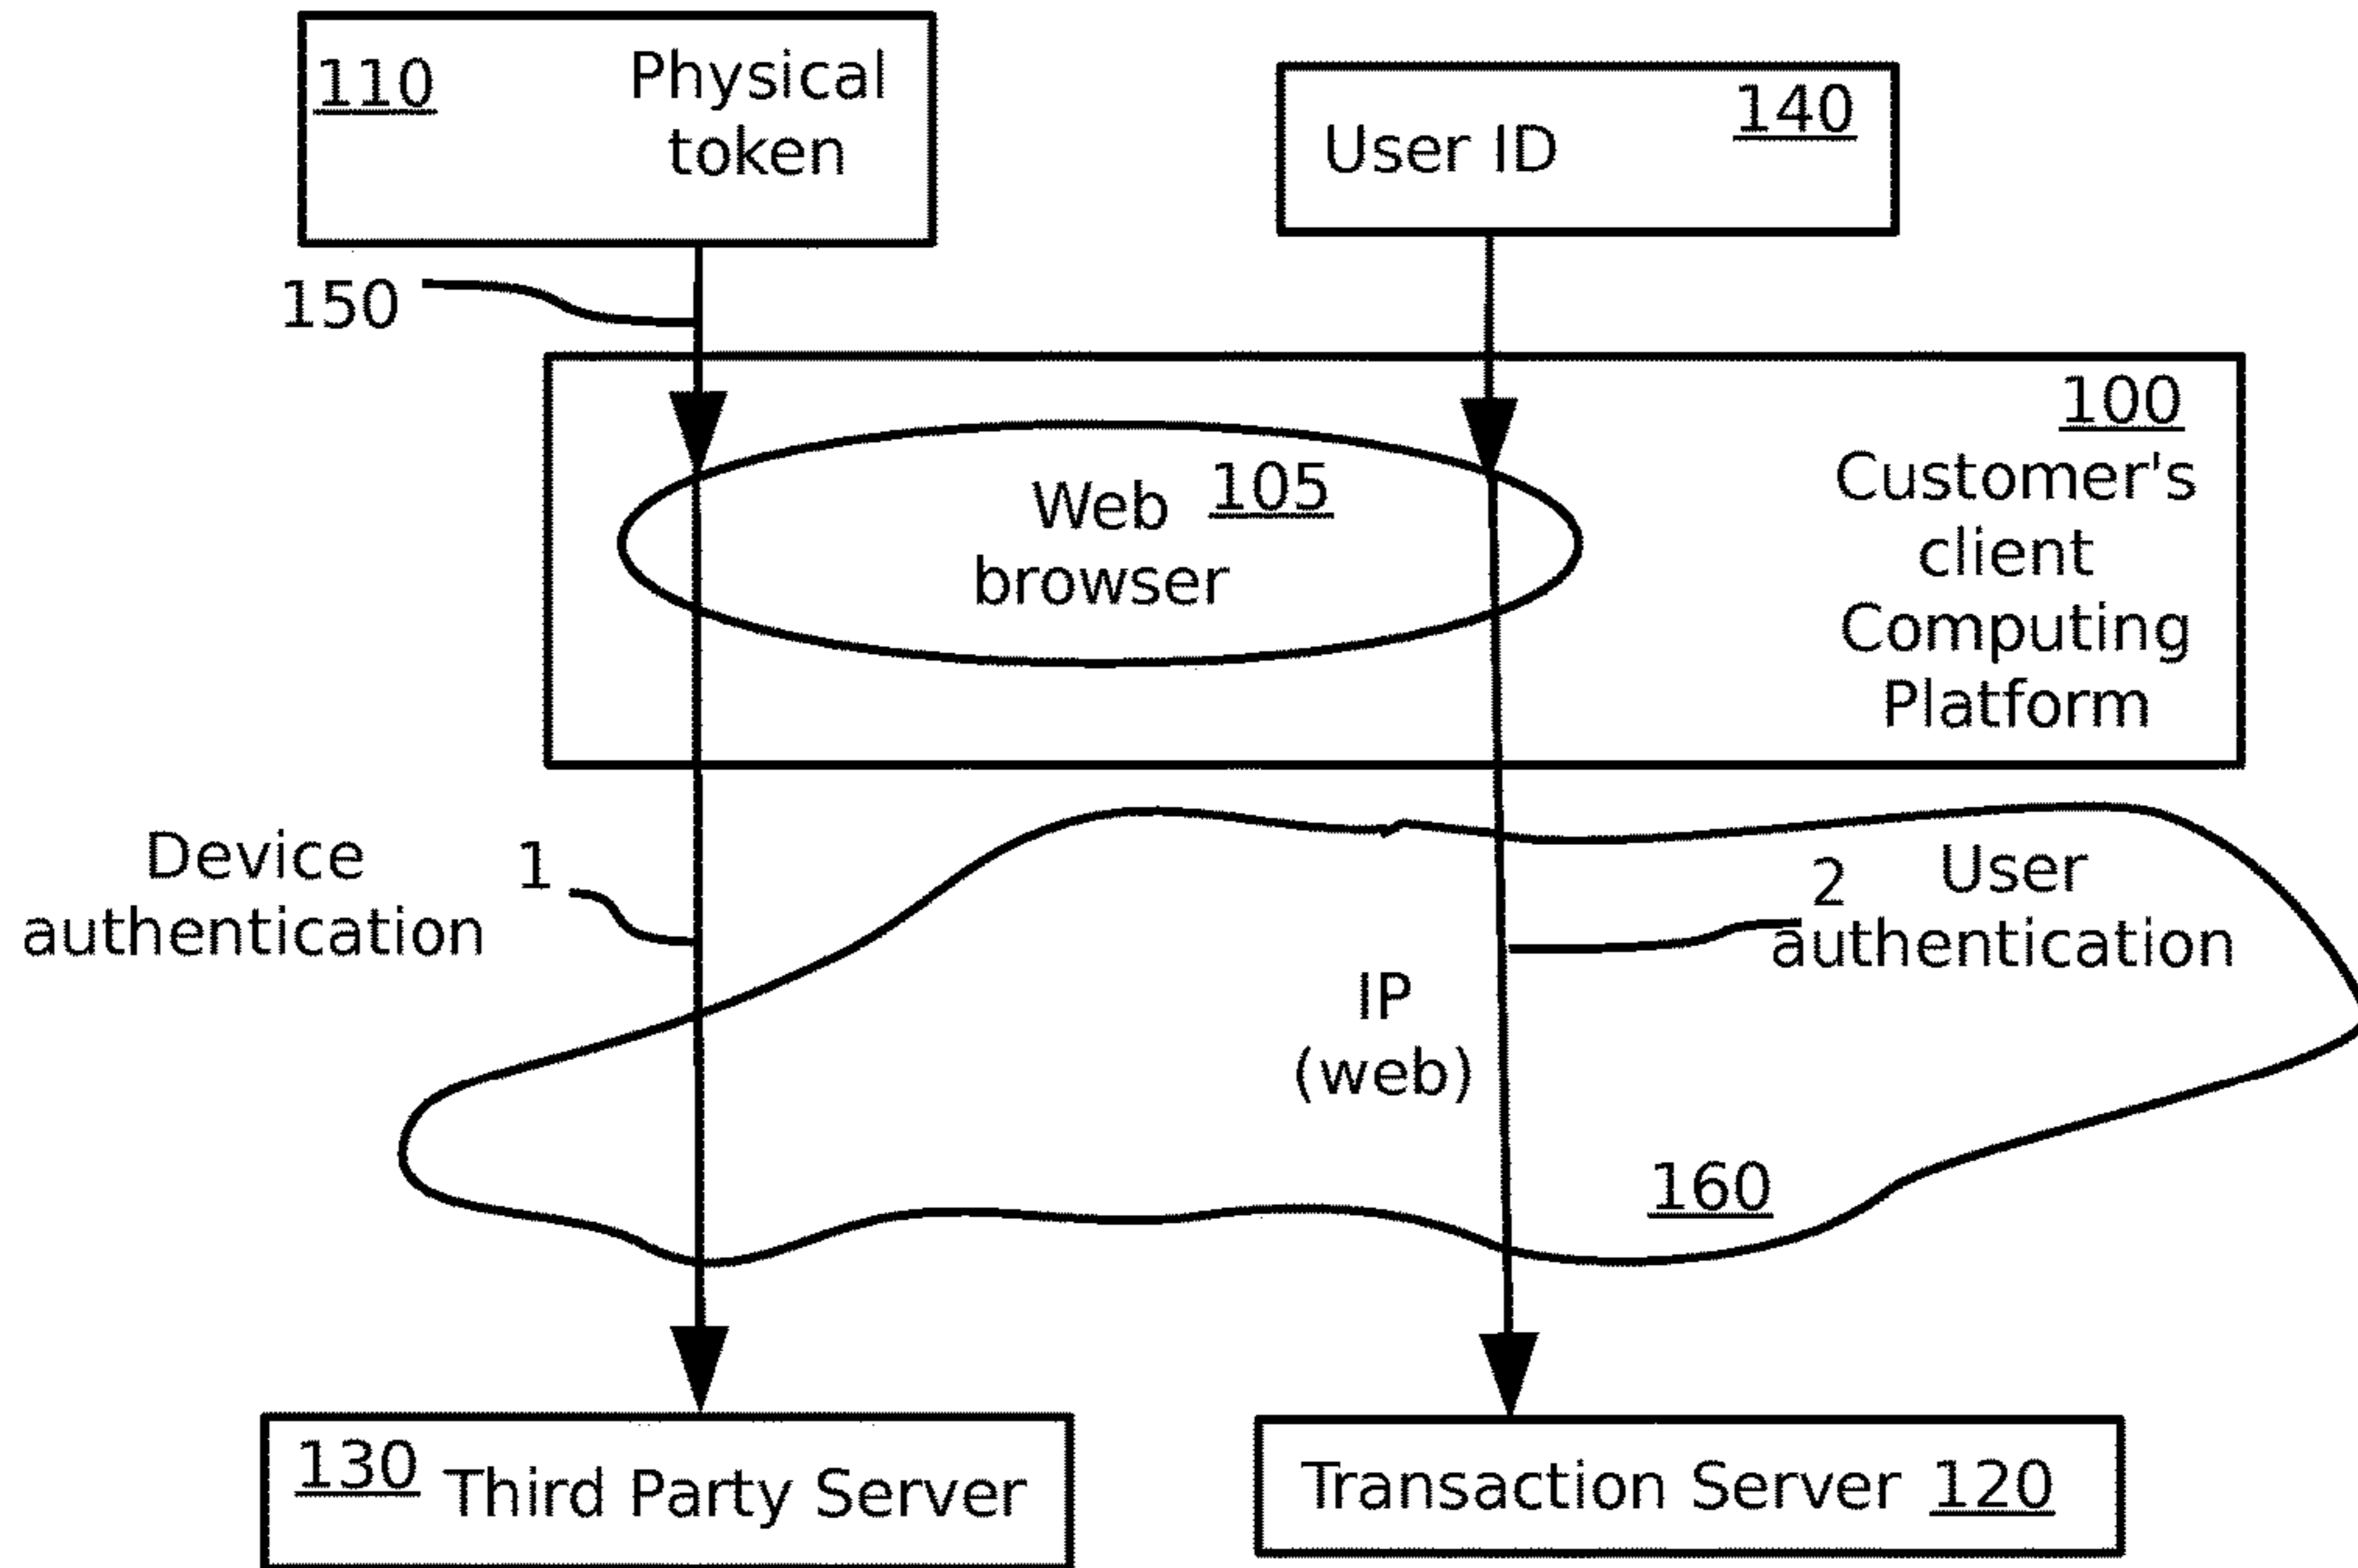 110
Physical
token
140
User ID
150
100
Customer's
client
Computing
Platform
Web 105
browser
Device
authentication
1
2
User
authentication
IP
(web)
160
130 Third Party Server
Transaction Server 120